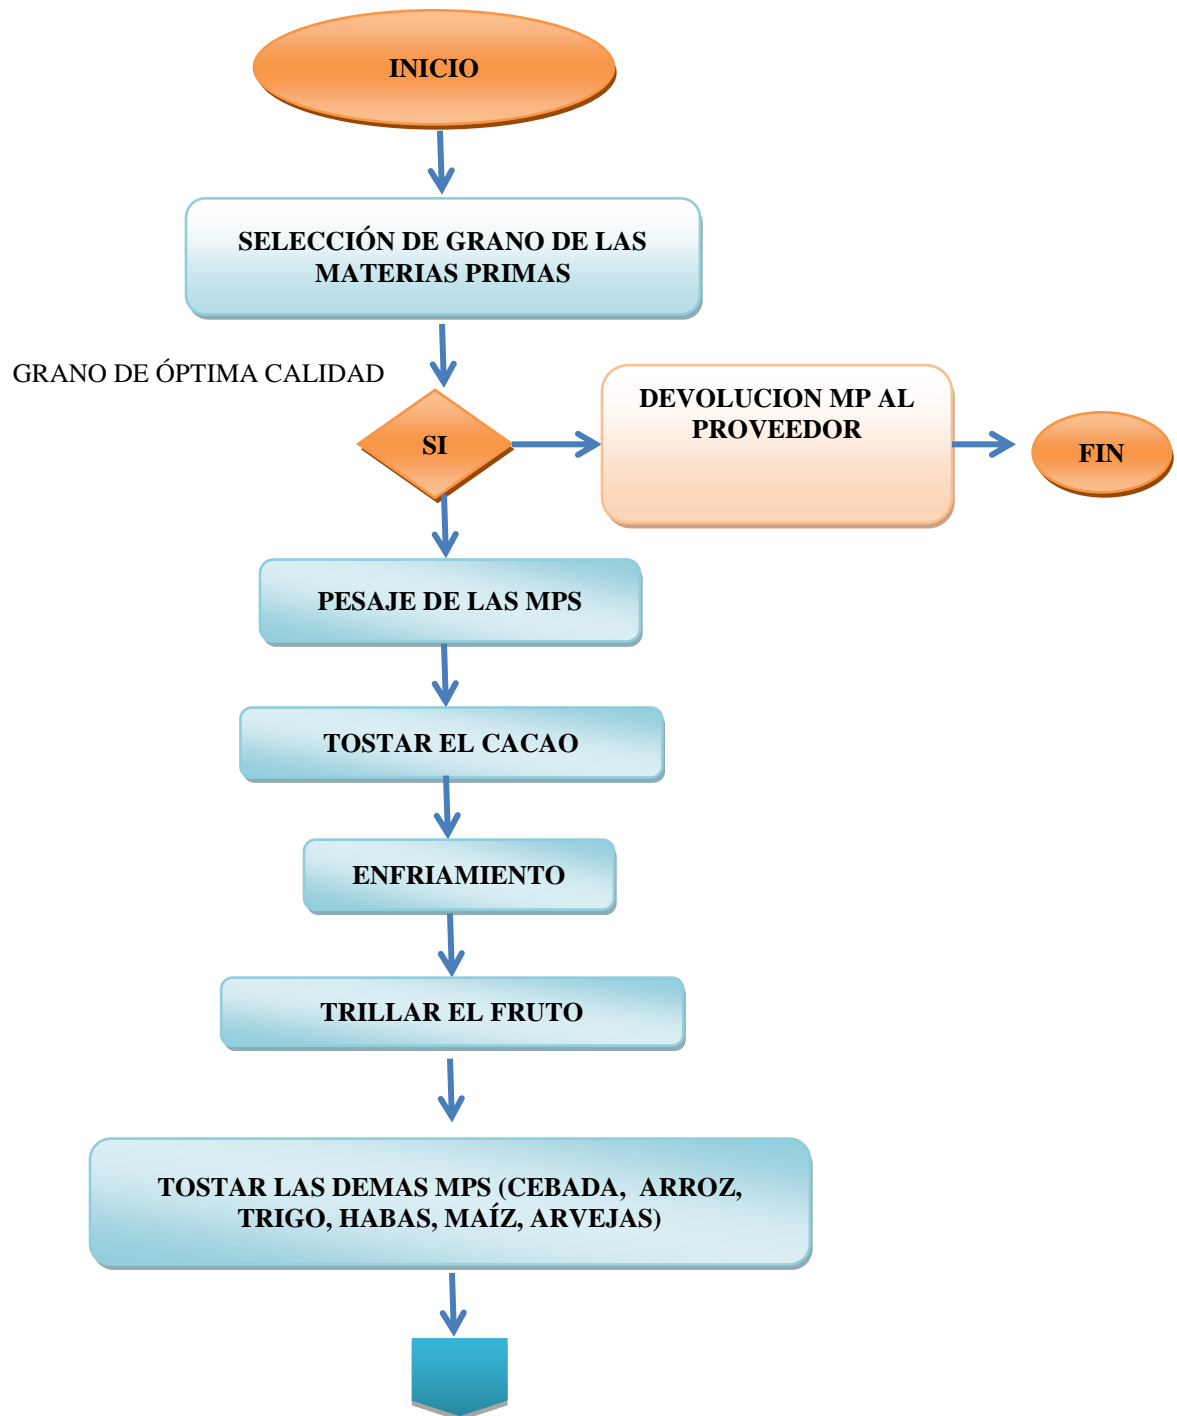 INICIO
SELECCIÓN DE GRANO DE LAS
MATERIAS PRIMAS
GRANO DE ÓPTIMA CALIDAD
SI
DEVOLUCION MP AL
PROVEEDOR
FIN
PESAJE DE LAS MPS
TOSTAR EL CACAO
ENFRIAMIENTO
TRILLAR EL FRUTO
TOSTAR LAS DEMAS MPS (CEBADA, ARROZ,
TRIGO, HABAS, MAÍZ, ARVEJAS)